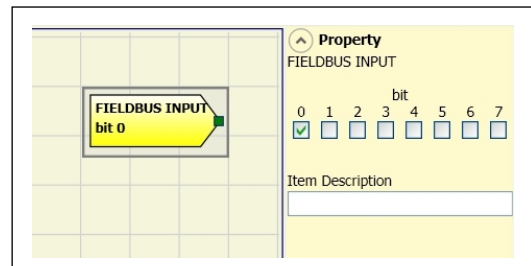 FIELDBUS INPUT
bit 0
Property
FIELDBUS INPUT
bit
0 1 2 3 4 5 6 7
Item Description